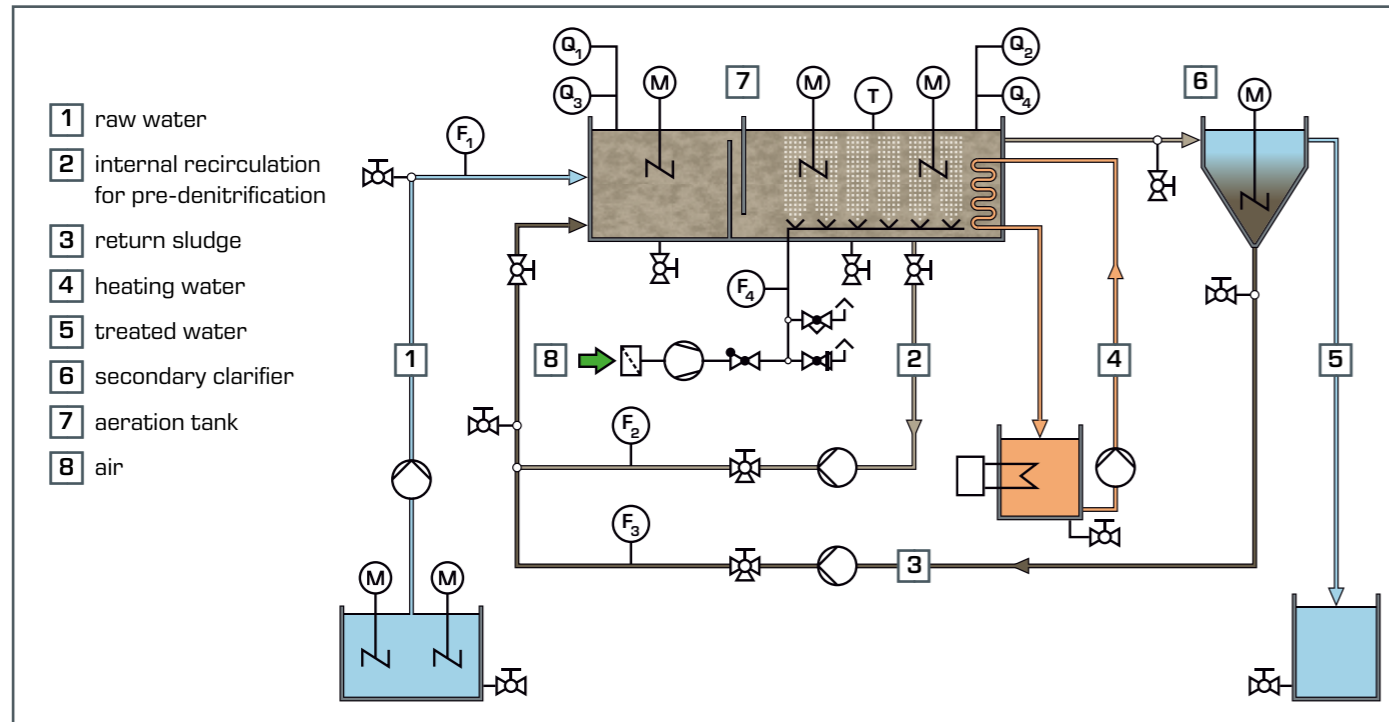 1 raw water
2 internal recirculation
for pre-denitrification
3 return sludge
4 heating water
5 treated water
6 secondary clarifier
7 aeration tank
8 air
Q1
Q3
M
7
M
T
M
Q2
Q4
6
M
F1
F4
8
1
2
4
5
F2
F3
3
M
M